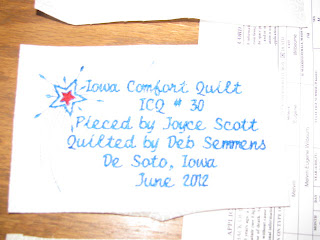 Iowa Comfort Quilt
ICQ # 30
Pieced by Joyce Scott
Quilted by Deb Semmens
De Soto, Iowa
June 2012